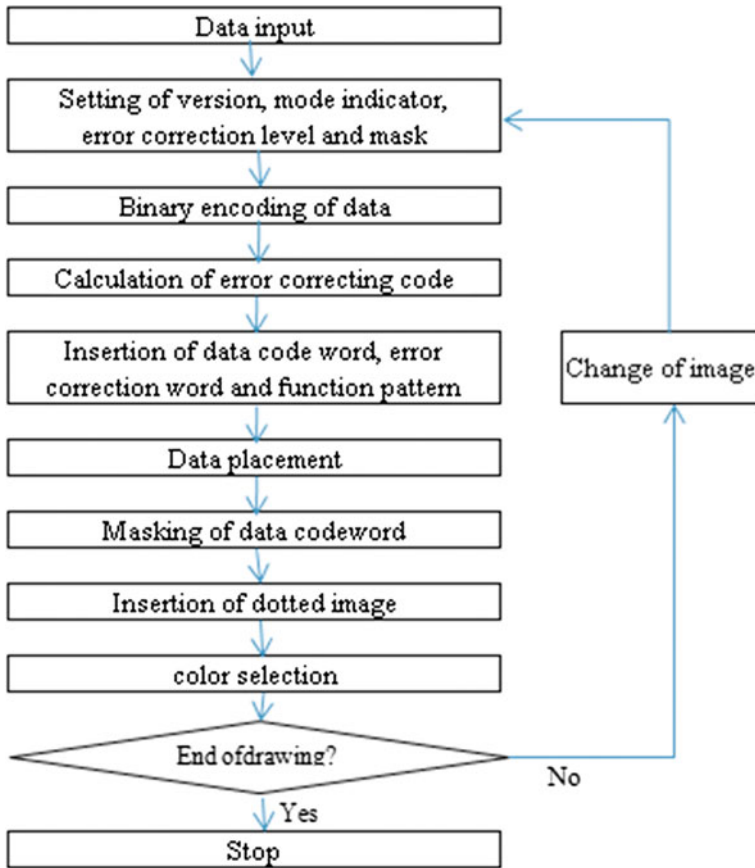 Data input
Setting of version, mode indicator,
error correction level and mask
Binary encoding of data
Calculation of error correcting code
Insertion of data code word, error
correction word and function pattern
Change of image
Data placement
Masking of data codeword
Insertion of dotted image
color selection
End ofdrawing?
No
Yes
Stop